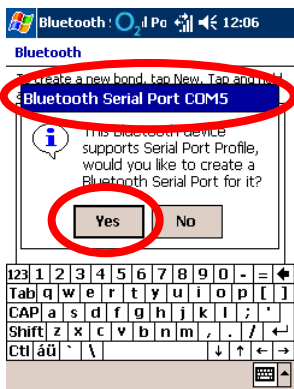 Bluetooth: O2 l Po 12:06
Bluetooth
To create a new bond, tap New. Tap and hold
Bluetooth Serial Port COM5
This Bluetooth device
supports Serial Port Profile,
would you like to create a
Bluetooth Serial Port for it?
Yes No
123 1 2 3 4 5 6 7 8 9 0 - =
Tab q w e r t y u i o p [ ]
CAP a s d f g h j k l ; '
Shift z x c v b n m , . /
Ctl áü ` \